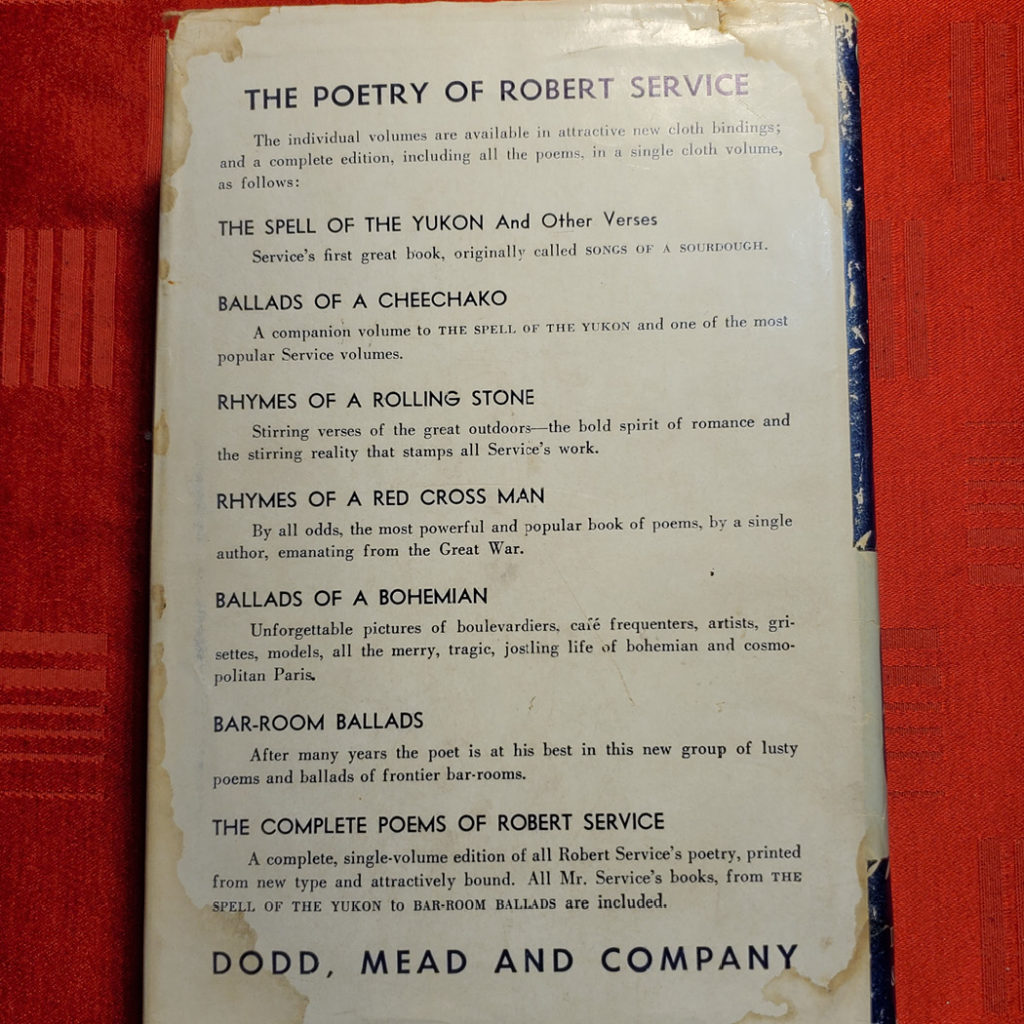 THE POETRY OF ROBERT SERVICE
The individual volumes are available in attractive new cloth bindings;
and a complete edition, including all the poems, in a single cloth volume,
as follows:
THE SPELL OF THE YUKON And Other Verses
Service's first great book, originally called SONGS OF A SOURDOUGH.
BALLADS OF A CHEECHAKO
A companion volume to THE SPELL OF THE YUKON and one of the most
popular Service volumes.
RHYMES OF A ROLLING STONE
Stirring verses of the great outdoors—the bold spirit of romance and
the stirring reality that stamps all Service's work.
RHYMES OF A RED CROSS MAN
By all odds, the most powerful and popular book of poems, by a single
author, emanating from the Great War.
BALLADS OF A BOHEMIAN
Unforgettable pictures of boulevardiers, café frequenters, artists, gri-
settes, models, all the merry, tragic, jostling life of bohemian and cosmo-
politan Paris.
BAR-ROOM BALLADS
After many years the poet is at his best in this new group of lusty
poems and ballads of frontier bar-rooms.
THE COMPLETE POEMS OF ROBERT SERVICE
A complete, single-volume edition of all Robert Service's poetry, printed
from new type and attractively bound. All Mr. Service's books, from THE
SPELL OF THE YUKON to BAR-ROOM BALLADS are included.
DODD, MEAD AND COMPANY